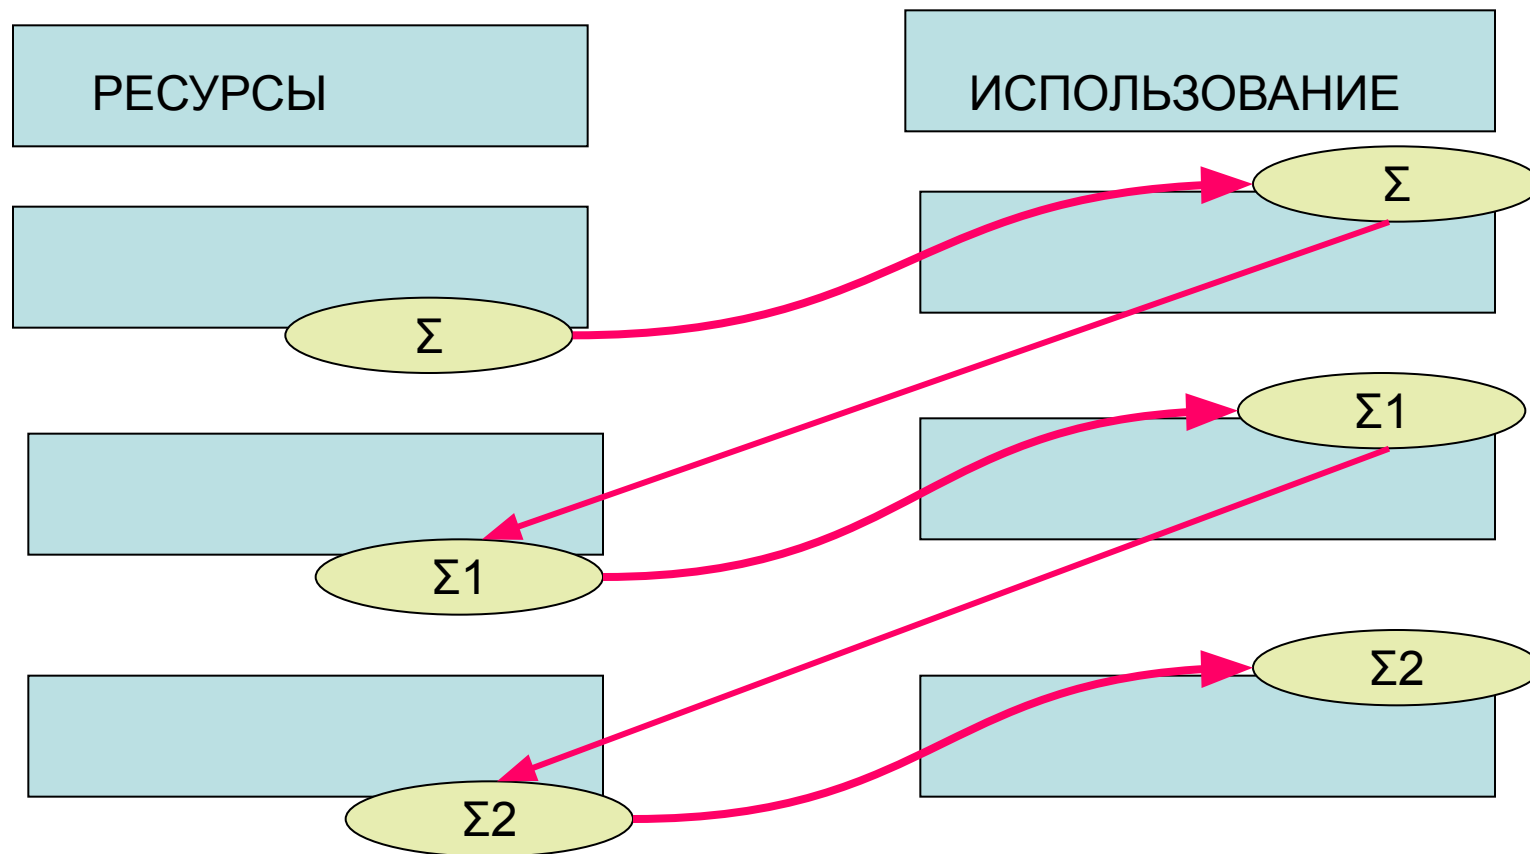 РЕСУРСЫ
ИСПОЛЬЗОВАНИЕ
Σ
Σ
Σ1
Σ1
Σ2
Σ2